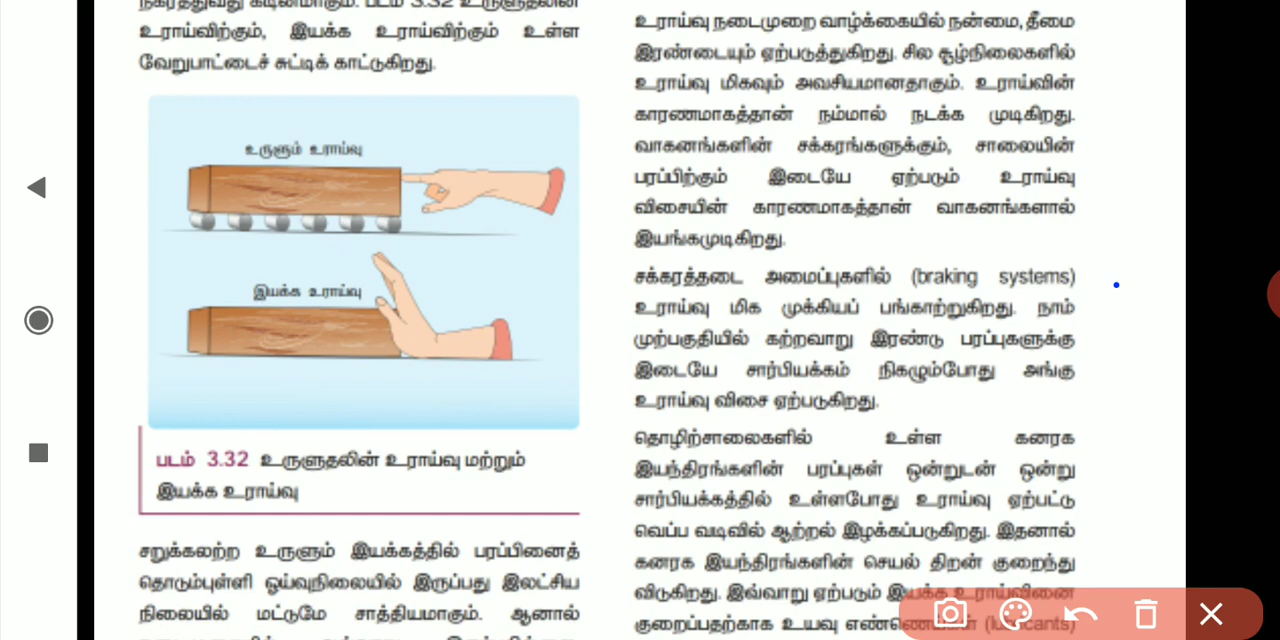 உராய்விற்கும், இயக்க உராய்விற்கும் உள்ள
வேறுபாட்டைச் சுட்டிக் காட்டுகிறது.
உருளும் உராய்வு
இயக்க உராய்வு
படம் 3.32 உருளுதலின் உராய்வு மற்றும்
இயக்க உராய்வு
சறுக்கலற்ற உருளும் இயக்கத்தில் பரப்பினைத்
தொடும்புள்ளி ஓய்வுநிலையில் இருப்பது இலட்சிய
நிலையில் மட்டுமே சாத்தியமாகும். ஆனால்
உராய்வு நடைமுறை வாழ்க்கையில் நன்மை, தீமை
இரண்டையும் ஏற்படுத்துகிறது. சில சூழ்நிலைகளில்
உராய்வு மிகவும் அவசியமானதாகும். உராய்வின்
காரணமாகத்தான் நம்மால் நடக்க முடிகிறது.
வாகனங்களின் சக்கரங்களுக்கும், சாலையின்
பரப்பிற்கும் இடையே ஏற்படும் உராய்வு
விசையின் காரணமாகத்தான் வாகனங்களால்
இயங்கமுடிகிறது.
சக்கரத்தடை அமைப்புகளில் (braking systems)
உராய்வு மிக முக்கியப் பங்காற்றுகிறது. நாம்
முற்பகுதியில் கற்றவாறு இரண்டு பரப்புகளுக்கு
இடையே சார்பியக்கம் நிகழும்போது அங்கு
உராய்வு விசை ஏற்படுகிறது.
தொழிற்சாலைகளில் உள்ள கனரக
இயந்திரங்களின் பரப்புகள் ஒன்றுடன் ஒன்று
சார்பியக்கத்தில் உள்ளபோது உராய்வு ஏற்பட்டு
வெப்ப வடிவில் ஆற்றல் இழக்கப்படுகிறது. இதனால்
கனரக இயந்திரங்களின் செயல் திறன் குறைந்து
விடுகிறது. இவ்வாறு ஏற்படும் இயக்க உராய்வினை
குறைப்பதற்காக உயவு எண்ணெய்கள் (lubricants)